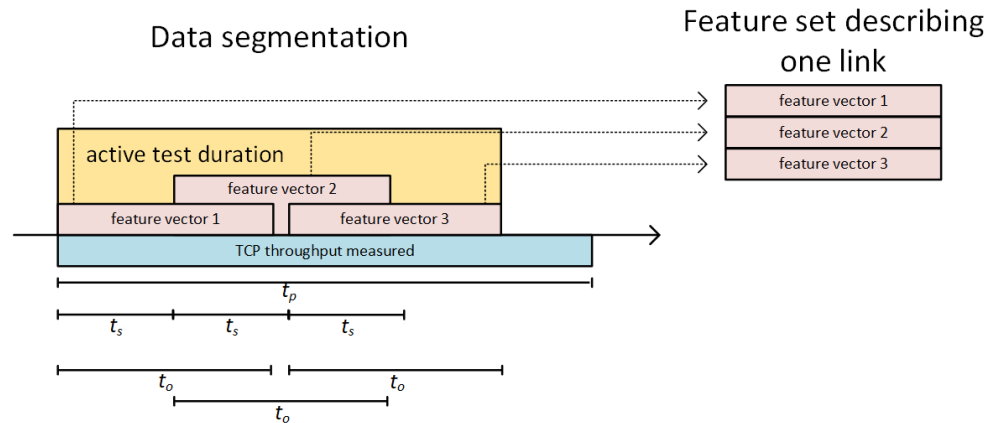 Data segmentation
Feature set describing
one link
feature vector 1
feature vector 2
feature vector 3
active test duration
feature vector 2
feature vector 1
feature vector 3
TCP throughput measured
tp
ts
ts
ts
to
to
to